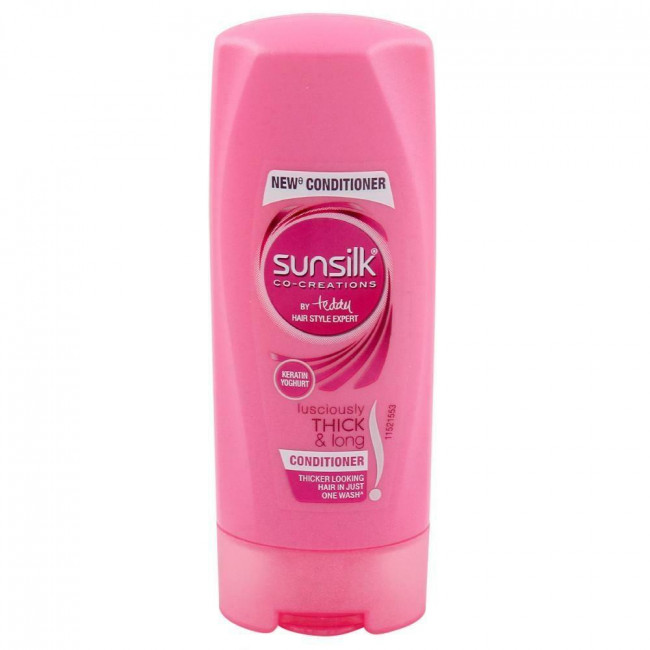 NEWᶿ CONDITIONER
sunsilk®
CO-CREATIONS
BY teddy
HAIR STYLE EXPERT
KERATIN
YOGHURT
lusciously
THICK
& long
11521553
CONDITIONER
THICKER LOOKING
HAIR IN JUST
ONE WASH*